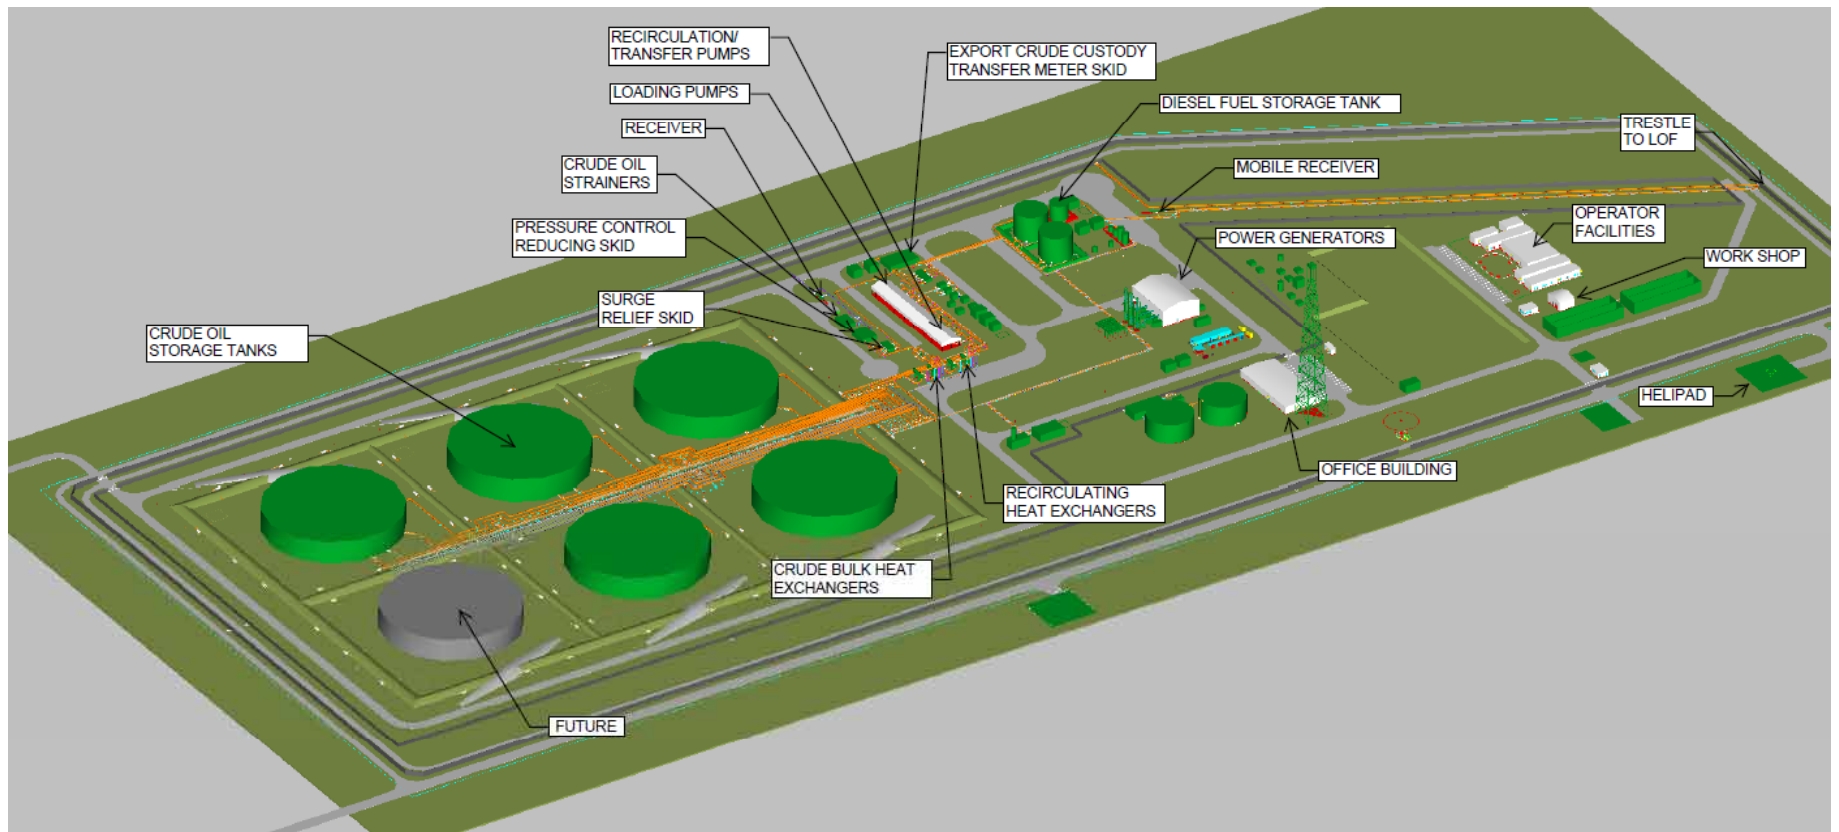 RECIRCULATION/
TRANSFER PUMPS
EXPORT CRUDE CUSTODY
TRANSFER METER SKID
LOADING PUMPS
DIESEL FUEL STORAGE TANK
RECEIVER
TRESTLE
TO LOF
CRUDE OIL
STRAINERS
MOBILE RECEIVER
PRESSURE CONTROL
REDUCING SKID
OPERATOR
FACILITIES
POWER GENERATORS
WORK SHOP
SURGE
RELIEF SKID
CRUDE OIL
STORAGE TANKS
HELIPAD
OFFICE BUILDING
RECIRCULATING
HEAT EXCHANGERS
CRUDE BULK HEAT
EXCHANGERS
FUTURE